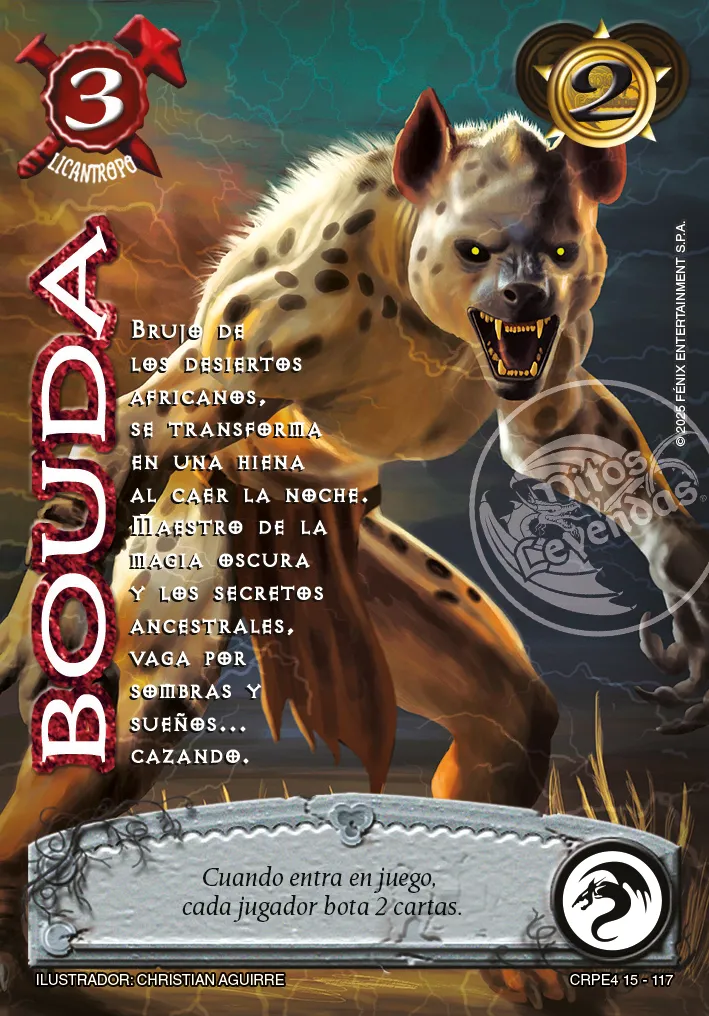 3
LICANTROPO
2
BOUDA
Brujo de
los desiertos
africanos,
se transforma
en una hiena
al caer la noche.
Maestro de la
magia oscura
y los secretos
ancestrales,
vaga por
sombras y
sueños...
cazando.
© 2025 FÉNIX ENTERTAINMENT S.P.A.
Mitos
Leyendas
Cuando entra en juego,
cada jugador bota 2 cartas.
ILUSTRADOR: CHRISTIAN AGUIRRE
CRPE4 15 - 117